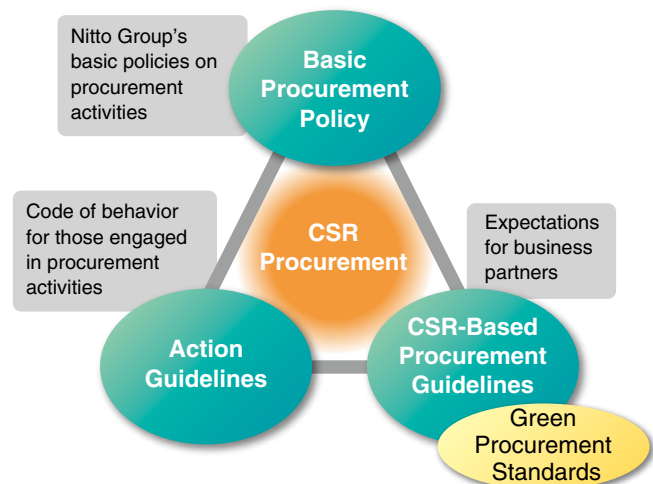 Nitto Group's
basic policies on
procurement
activities
Basic
Procurement
Policy
Code of behavior
for those engaged
in procurement
activities
CSR
Procurement
Expectations
for business
partners
Action
Guidelines
CSR-Based
Procurement
Guidelines
Green
Procurement
Standards